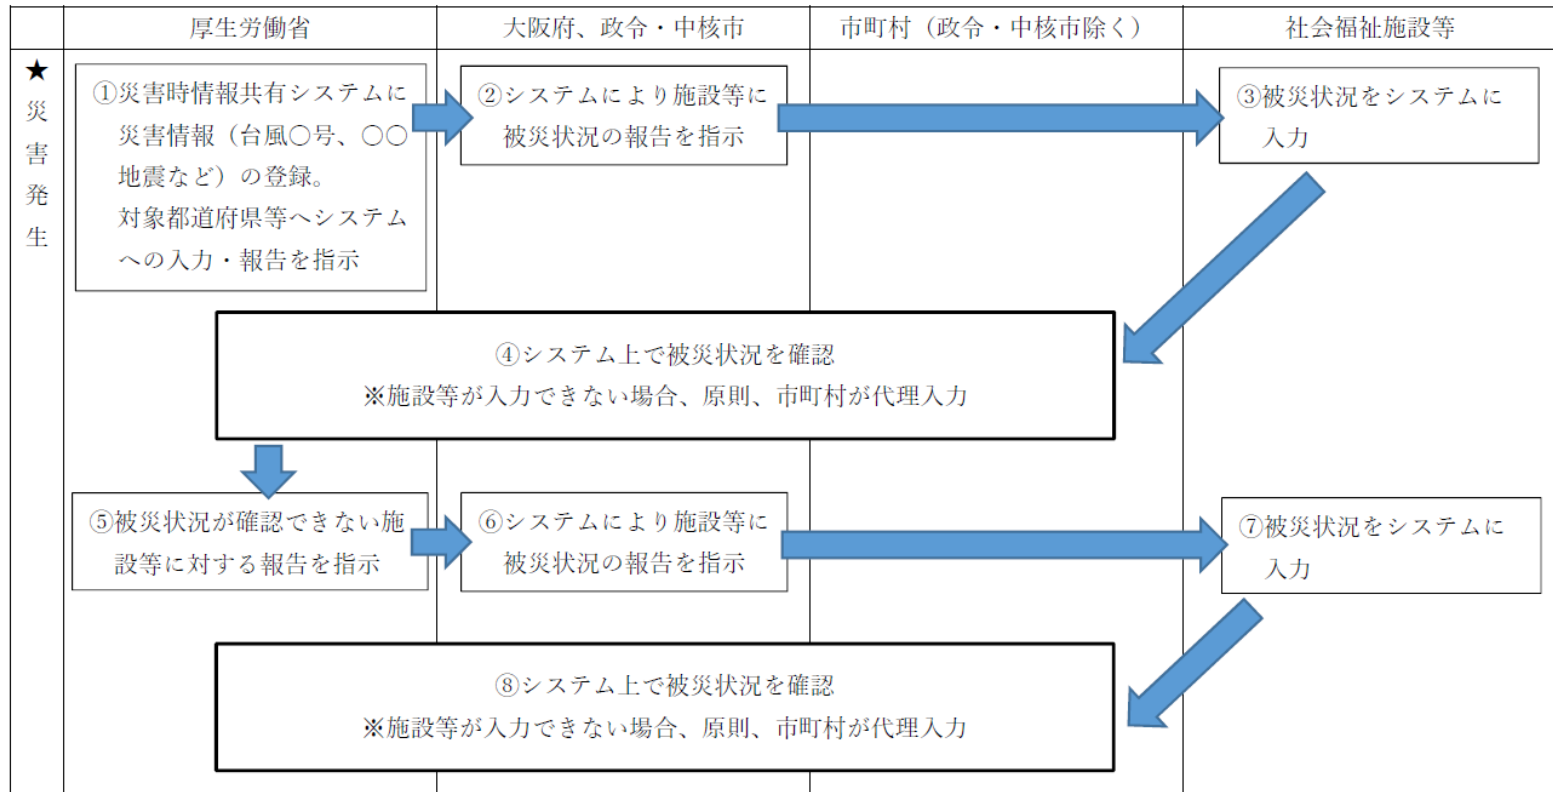 厚生労働省
大阪府、政令・中核市
市町村（政令・中核市除く）
社会福祉施設等
★災害発生
①災害時情報共有システムに
災害情報（台風〇号、〇〇
地震など）の登録。
対象都道府県等へシステム
への入力・報告を指示
②システムにより施設等に
被災状況の報告を指示
③被災状況をシステムに
入力
④システム上で被災状況を確認
※施設等が入力できない場合、原則、市町村が代理入力
⑤被災状況が確認できない施
設等に対する報告を指示
⑥システムにより施設等に
被災状況の報告を指示
⑦被災状況をシステムに
入力
⑧システム上で被災状況を確認
※施設等が入力できない場合、原則、市町村が代理入力